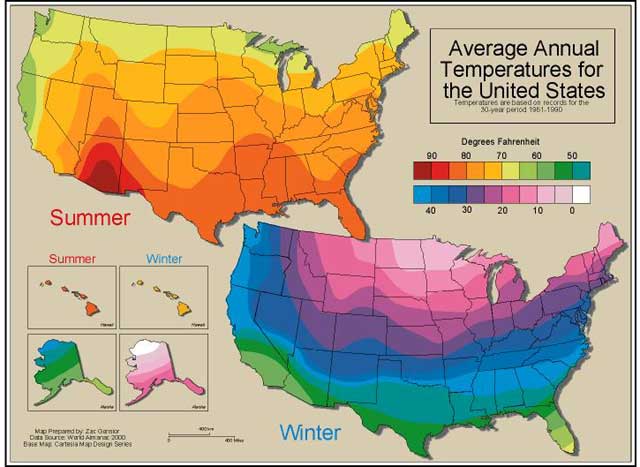 Average Annual
Temperatures for
the United States
Temperatures are based on records for the
30-year period 1961-1990
Degrees Fahrenheit
90 80 70 60 50
40 30 20 10 0
Summer
Summer
Winter
Hawaii
Hawaii
Alaska
Alaska
Winter
Map Prepared by: Zac Gansior
Data Source: World Almanac, 2000
Base Map: Cartesia Map Design Series
400 km
400 Miles